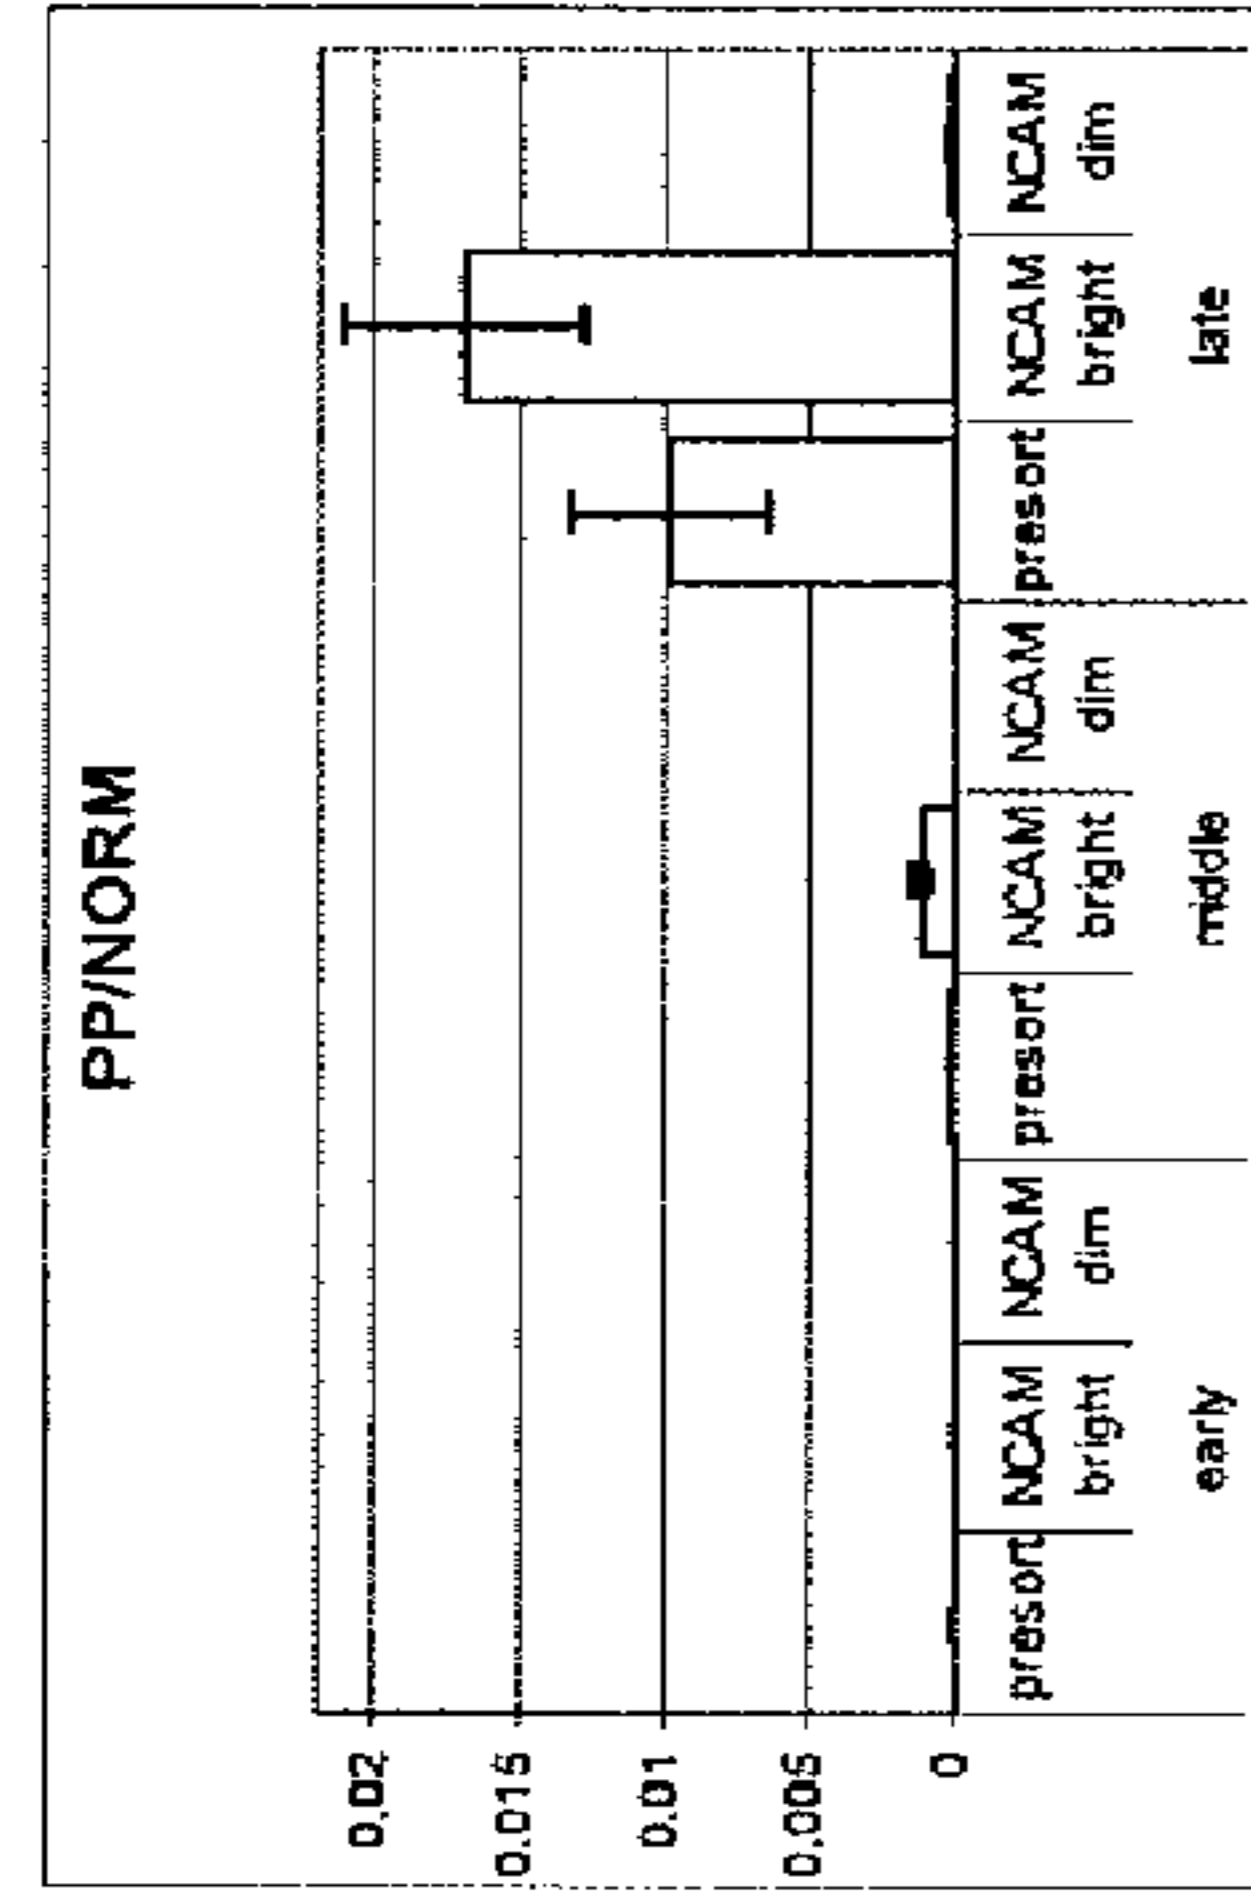 PP/NORM
0.02
0.015
0.01
0.005
0
presort NCAM NCAM presort NCAM NCAM presort NCAM NCAM
bright dim bright dim bright dim
early middle late